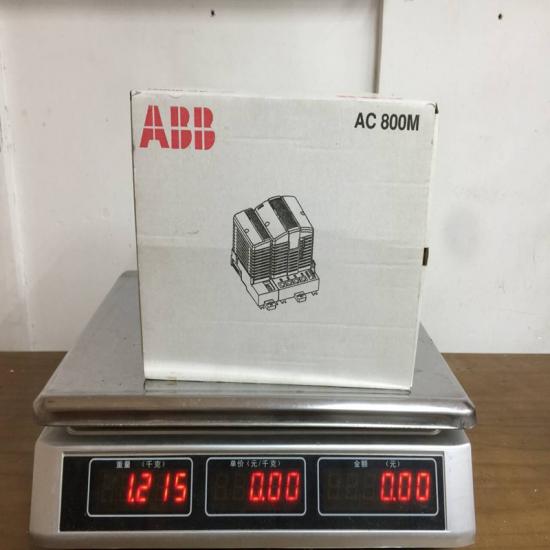 ABB
AC 800M
重量 (千克)
单价 (元/千克)
金额 (元)
1.215
0.00
0.00